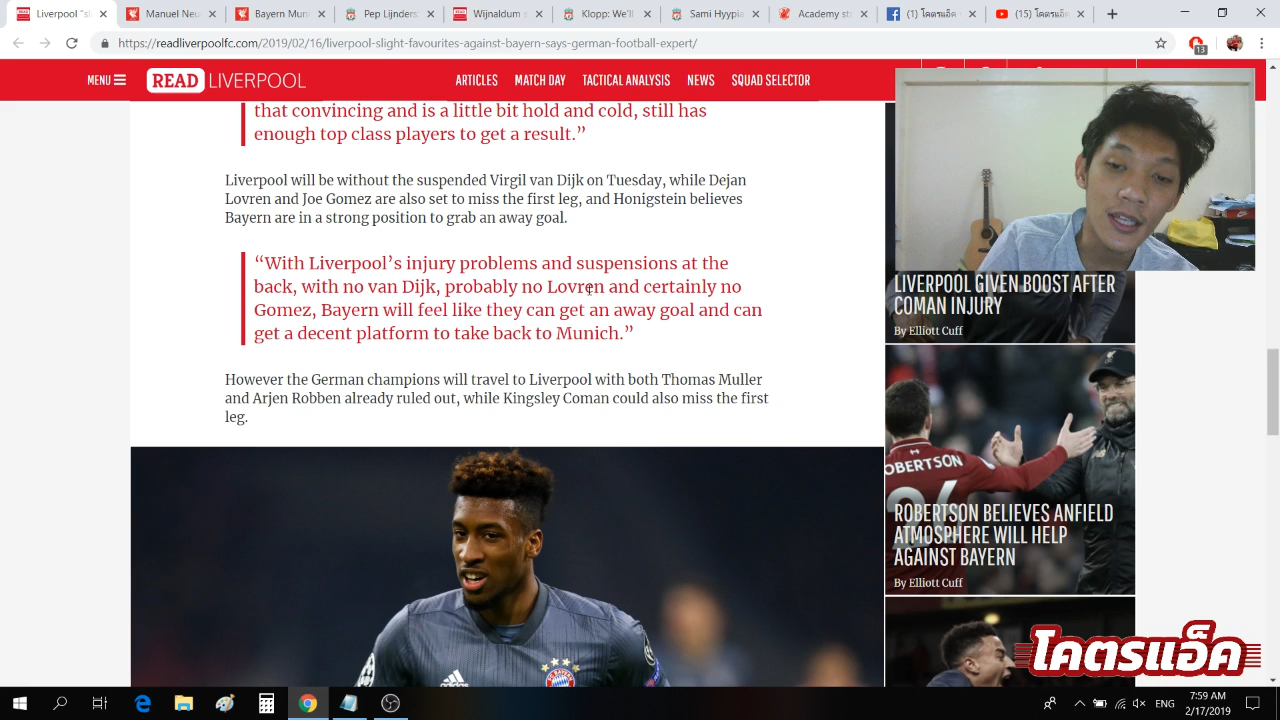 Liverpool "sl
Manuel Neu
Bayern Mun
Pep Lijnders:
Wijnaldum s
Klopp: We'll
Sami Hyypia
Academy st
(1) โคตรแอ็ค
(15) โคตรแอ็ค
https://readliverpoolfc.com/2019/02/16/liverpool-slight-favourites-against-bayern-says-german-football-expert/
13
MENU
READ LIVERPOOL
ARTICLES
MATCH DAY
TACTICAL ANALYSIS
NEWS
SQUAD SELECTOR
that convincing and is a little bit hold and cold, still has
enough top class players to get a result.”
Liverpool will be without the suspended Virgil van Dijk on Tuesday, while Dejan
Lovren and Joe Gomez are also set to miss the first leg, and Honigstein believes
Bayern are in a strong position to grab an away goal.
“With Liverpool’s injury problems and suspensions at the
back, with no van Dijk, probably no Lovren and certainly no
Gomez, Bayern will feel like they can get an away goal and can
get a decent platform to take back to Munich.”
However the German champions will travel to Liverpool with both Thomas Muller
and Arjen Robben already ruled out, while Kingsley Coman could also miss the first
leg.
LIVERPOOL GIVEN BOOST AFTER
COMAN INJURY
By Elliott Cuff
OBERTSON
ROBERTSON BELIEVES ANFIELD
ATMOSPHERE WILL HELP
AGAINST BAYERN
By Elliott Cuff
adidas
โคตรแอ็ค
ENG
7:59 AM
2/17/2019